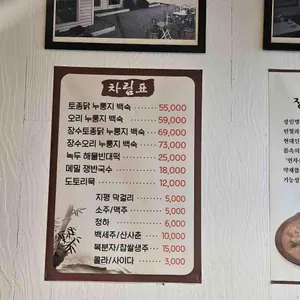 차림표
토종닭 누룽지 백숙 ······· 55,000
오리 누룽지 백숙 ······· 59,000
장수토종닭 누룽지 백숙 ···· 69,000
장수오리 누룽지 백숙 ····· 73,000
녹두 해물빈대떡 ········ 25,000
메밀 쟁반국수 ········· 18,000
도토리묵 ············ 12,000
지평 막걸리 ········ 5,000
소주/맥주 ········· 5,000
청하 ············ 6,000
백세주/산사춘 ······ 10,000
복분자/찹쌀생주 ···· 15,000
콜라/사이다 ······· 3,000